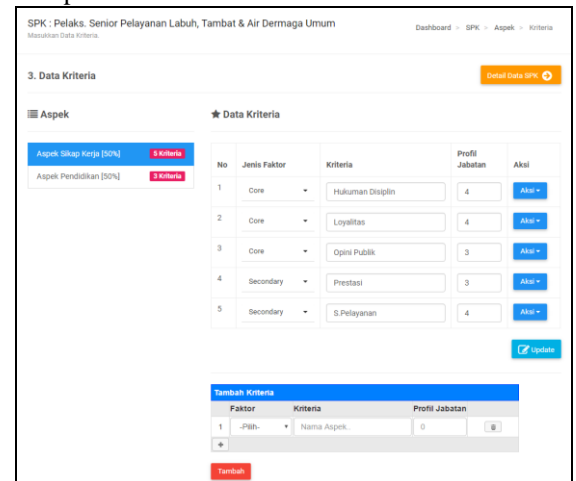 SPK : Pelaks. Senior Pelayanan Labuh, Tambat & Air Dermaga Umum
Masukkan Data Kriteria.
Dashboard > SPK > Aspek > Kriteria
3. Data Kriteria
Detail Data SPK
Aspek
Aspek Sikap Kerja [50%] 5 Kriteria
Aspek Pendidikan [50%] 3 Kriteria
Data Kriteria
No Jenis Faktor Kriteria Profil Jabatan Aksi
1 Core Hukuman Disiplin 4 Aksi
2 Core Loyalitas 4 Aksi
3 Core Opini Publik 3 Aksi
4 Secondary Prestasi 3 Aksi
5 Secondary S.Pelayanan 4 Aksi
Update
Tambah Kriteria
Faktor Kriteria Profil Jabatan
1 -Pilih- Nama Aspek.. 0
+
Tambah